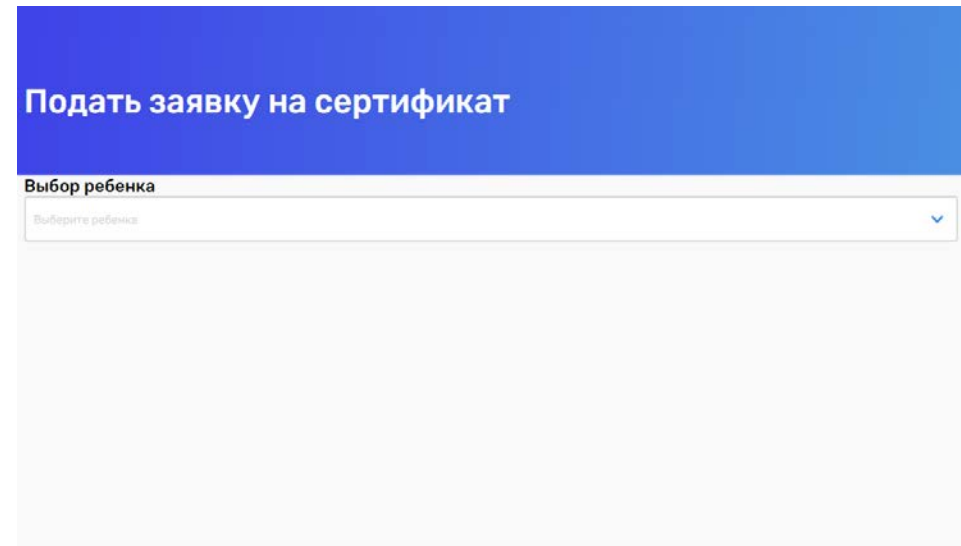 Подать заявку на сертификат
Выбор ребенка
Выберите ребенка